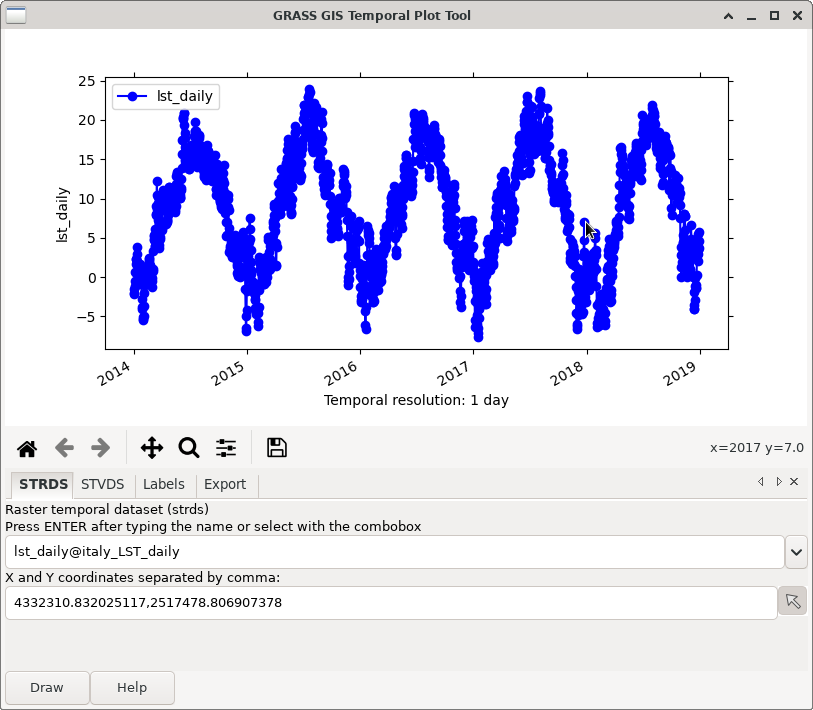 GRASS GIS Temporal Plot Tool
lst_daily
25
20
15
10
5
0
−5
lst_daily
2014 2015 2016 2017 2018 2019
Temporal resolution: 1 day
x=2017 y=7.0
STRDS STVDS Labels Export
Raster temporal dataset (strds)
Press ENTER after typing the name or select with the combobox
lst_daily@italy_LST_daily
X and Y coordinates separated by comma:
4332310.832025117,2517478.806907378
Draw Help